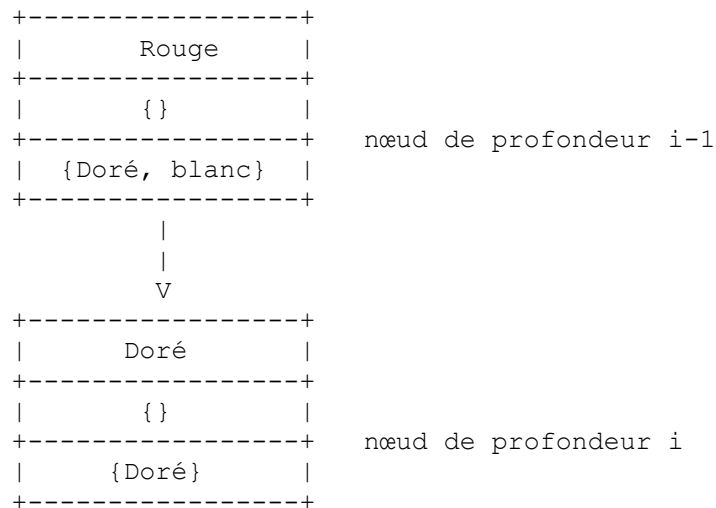 +-----------------+
|      Rouge      |
+-----------------+
|       {}        |
+-----------------+   nœud de profondeur i-1
|  {Doré, blanc}  |
+-----------------+
|
|
V
+-----------------+
|      Doré       |
+-----------------+
|       {}        |
+-----------------+   nœud de profondeur i
|     {Doré}      |
+-----------------+